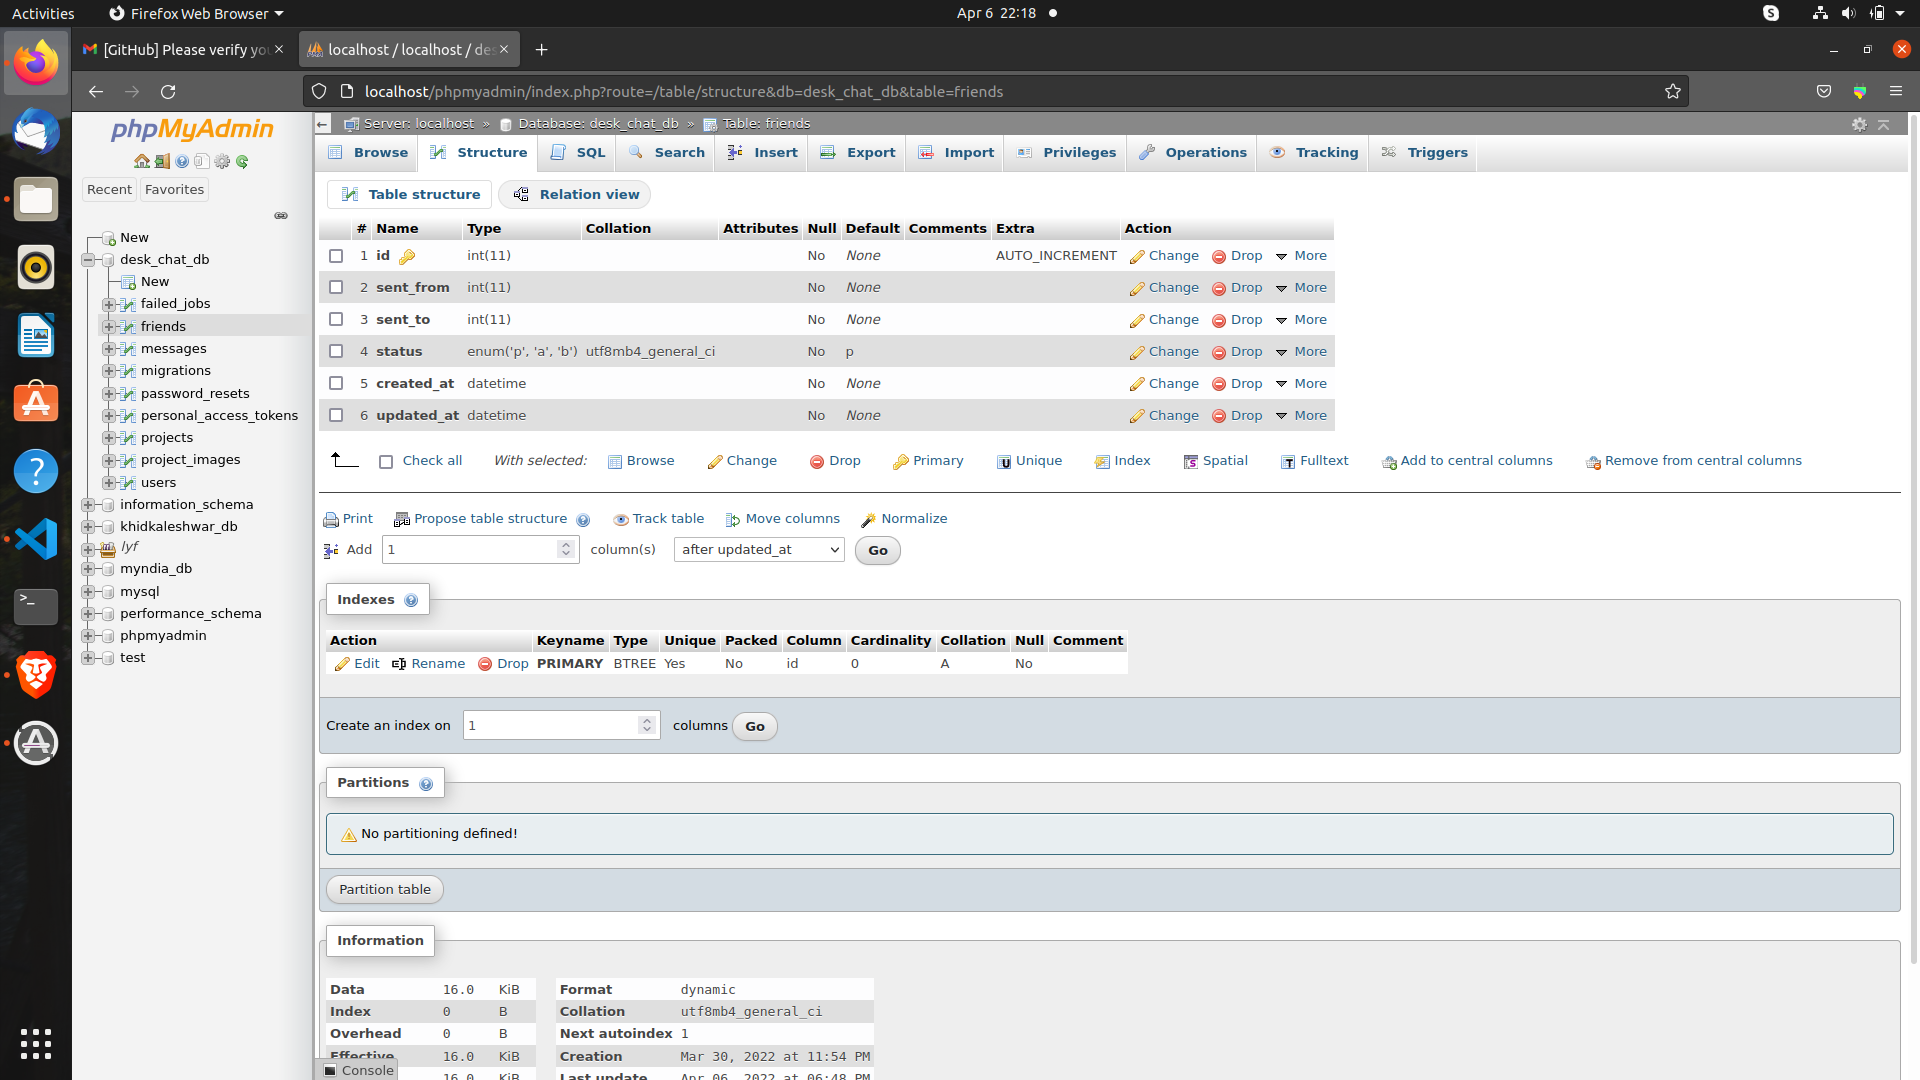 Activities
Firefox Web Browser
Apr 6 22:18
[GitHub] Please verify yo
localhost / localhost / des
localhost/phpmyadmin/index.php?route=/table/structure&db=desk_chat_db&table=friends
phpMyAdmin
Recent
Favorites
New
desk_chat_db
New
failed_jobs
friends
messages
migrations
password_resets
personal_access_tokens
projects
project_images
users
information_schema
khidkaleshwar_db
lyf
myndia_db
mysql
performance_schema
phpmyadmin
test
Server: localhost » Database: desk_chat_db » Table: friends
Browse Structure SQL Search Insert Export Import Privileges Operations Tracking Triggers
Table structure Relation view
# Name Type Collation Attributes Null Default Comments Extra Action
1 id int(11) No None AUTO_INCREMENT Change Drop More
2 sent_from int(11) No None Change Drop More
3 sent_to int(11) No None Change Drop More
4 status enum('p', 'a', 'b') utf8mb4_general_ci No p Change Drop More
5 created_at datetime No None Change Drop More
6 updated_at datetime No None Change Drop More
Check all With selected: Browse Change Drop Primary Unique Index Spatial Fulltext Add to central columns Remove from central columns
Print Propose table structure Track table Move columns Normalize
Add 1 column(s) after updated_at Go
Indexes
Action Keyname Type Unique Packed Column Cardinality Collation Null Comment
Edit Rename Drop PRIMARY BTREE Yes No id 0 A No
Create an index on 1 columns Go
Partitions
No partitioning defined!
Partition table
Information
Data 16.0 KiB
Index 0 B
Overhead 0 B
Effective 16.0 KiB
16.0 KiB
Format dynamic
Collation utf8mb4_general_ci
Next autoindex 1
Creation Mar 30, 2022 at 11:54 PM
Last update Apr 06, 2022 at 06:48 PM
Console